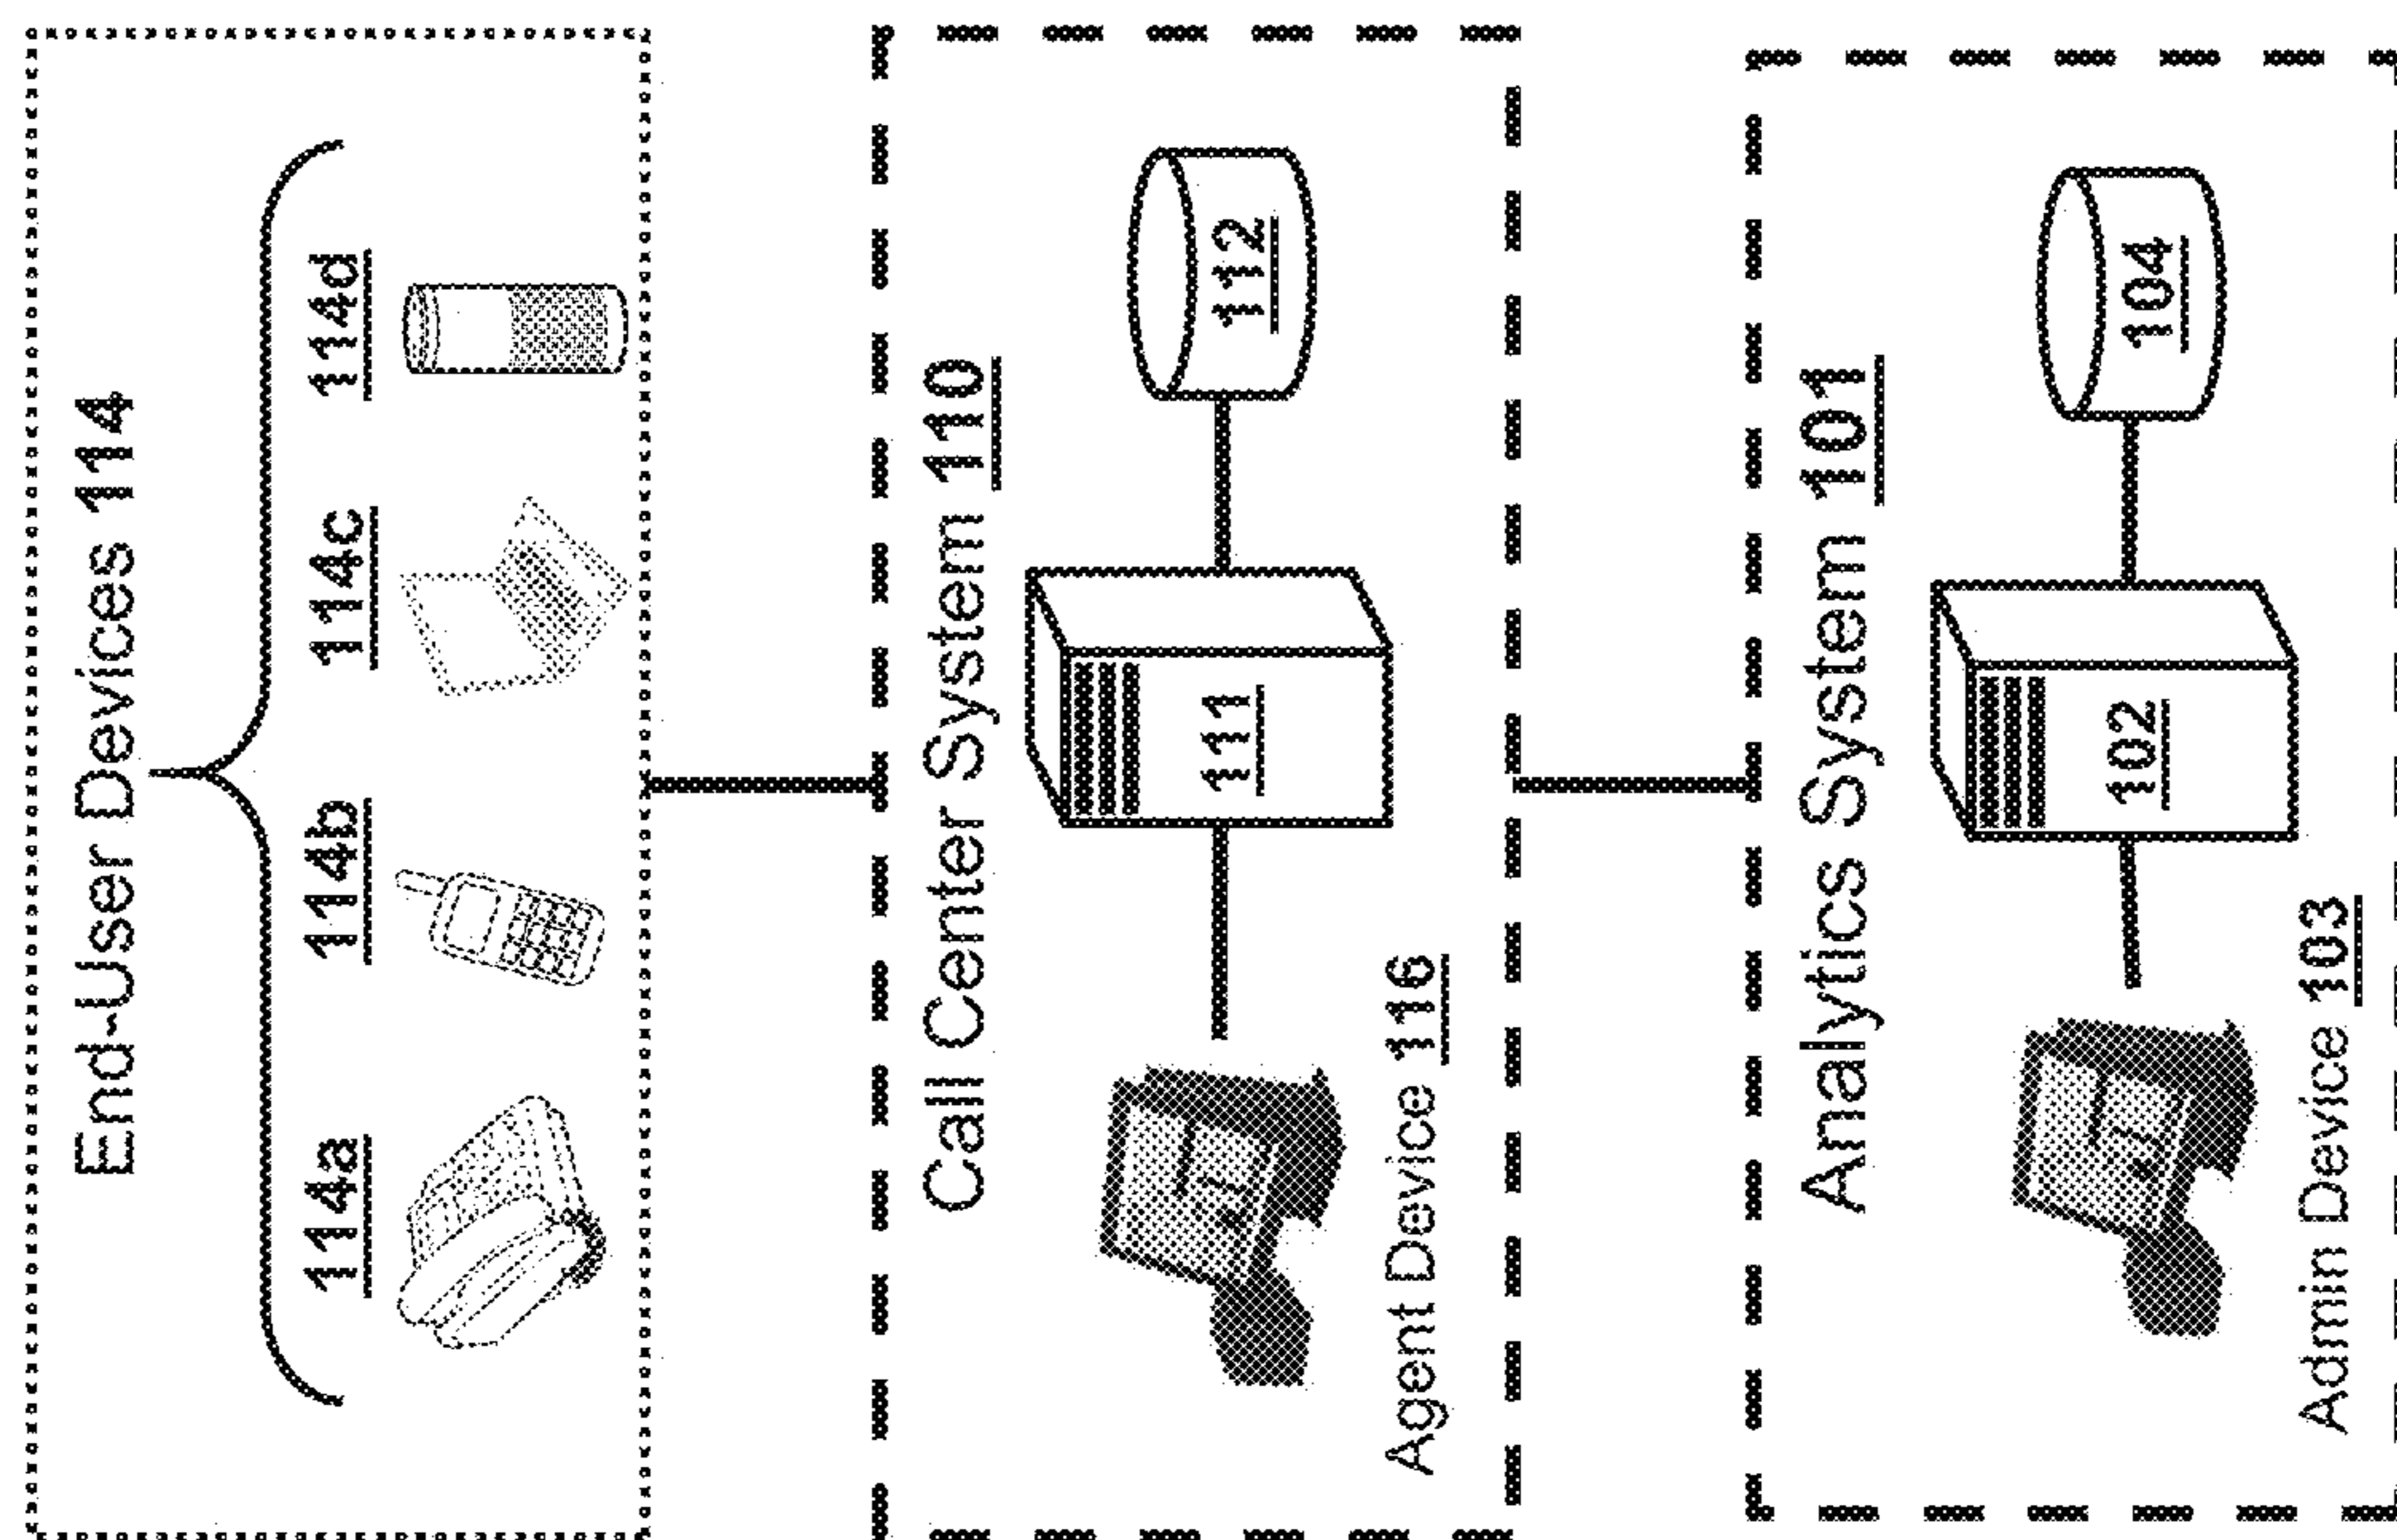 End-User Devices 114
114a 114b 114c 114d
Call Center System 110
111
112
Agent Device 116
Analytics System 101
102
104
Admin Device 103